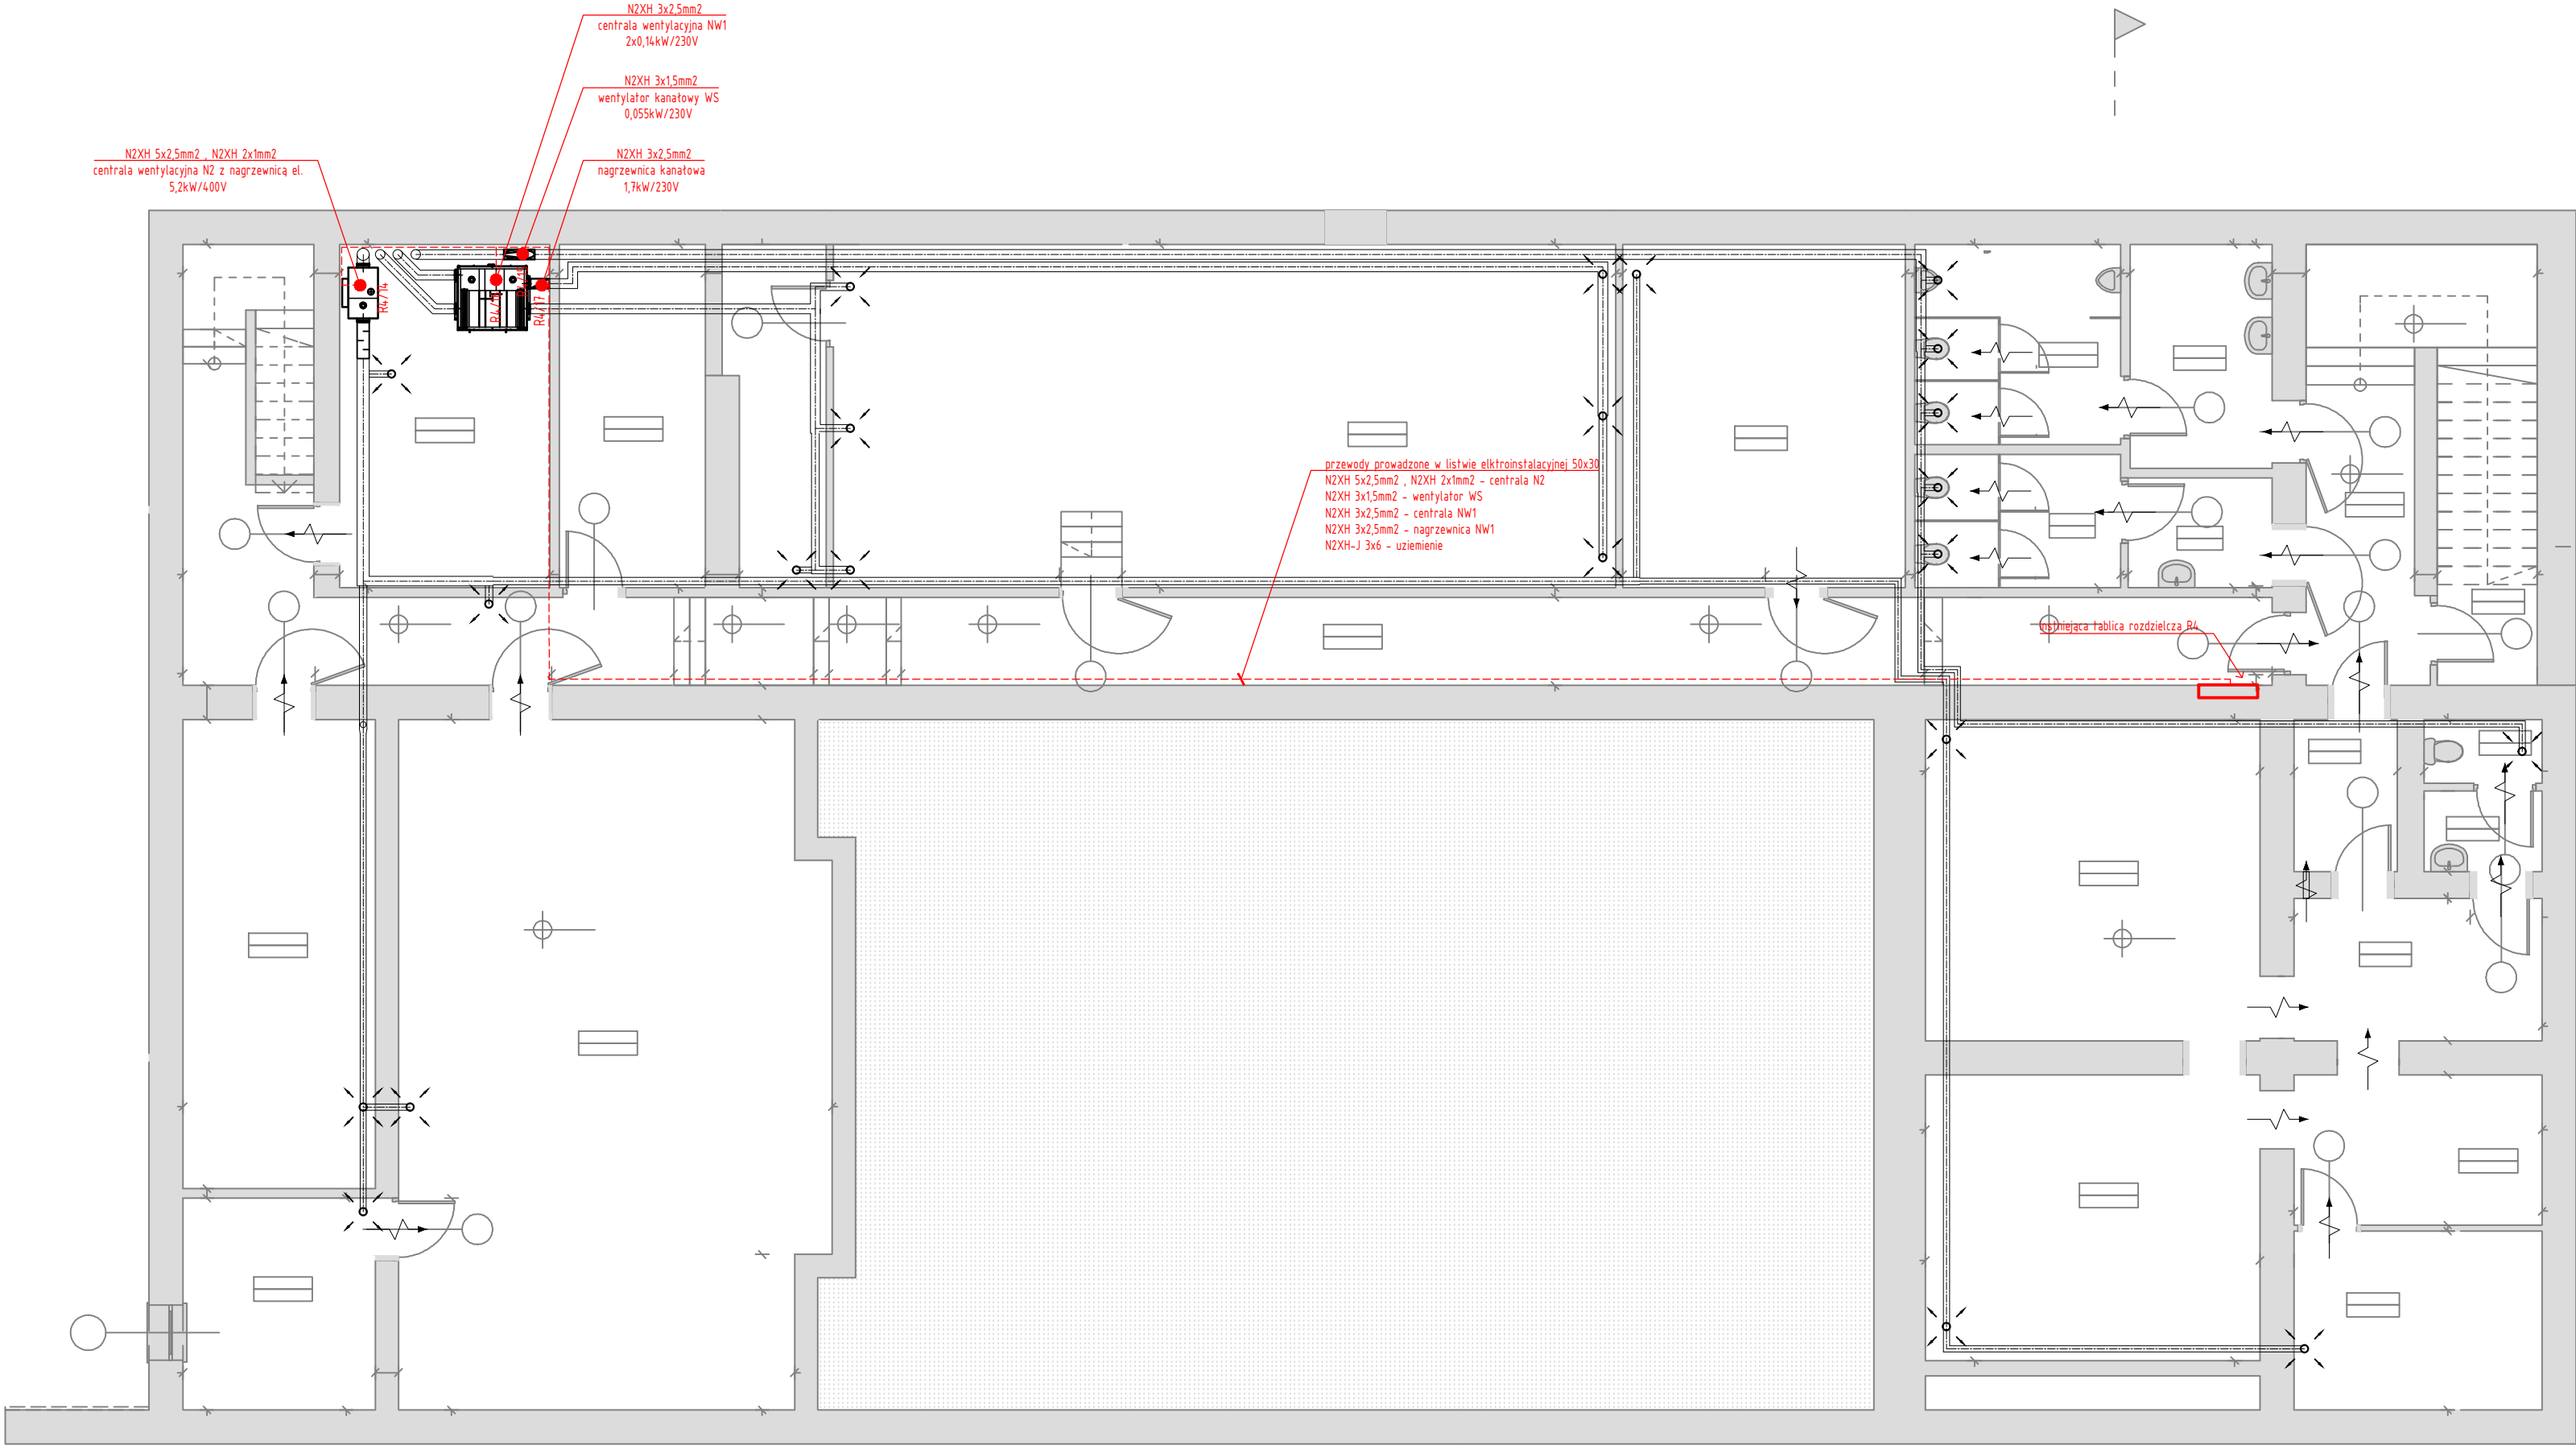 N2XH 3x2,5mm2
centrala wentylacyjna NW1
2x0,14kW/230V
N2XH 3x1,5mm2
wentylator kanałowy WS
0,055kW/230V
N2XH 5x2,5mm2 , N2XH 2x1mm2
centrala wentylacyjna N2 z nagrzewnicą el.
5,2kW/400V
N2XH 3x2,5mm2
nagrzewnica kanałowa
1,7kW/230V
R4/14
R4/17
przewody prowadzone w listwie elktroinstalacyjnej 50x30
N2XH 5x2,5mm2 , N2XH 2x1mm2 - centrala N2
N2XH 3x1,5mm2 - wentylator WS
N2XH 3x2,5mm2 - centrala NW1
N2XH 3x2,5mm2 - nagrzewnica NW1
N2XH-J 3x6 - uziemienie
istniejąca tablica rozdzielcza R4